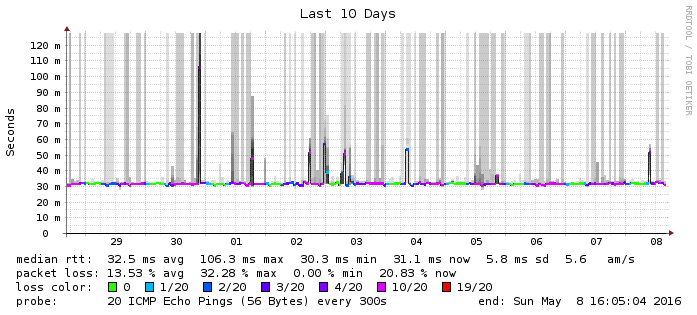 Last 10 Days
RRDTOOL / TOBI OETIKER
Seconds
120 m
110 m
100 m
90 m
80 m
70 m
60 m
50 m
40 m
30 m
20 m
10 m
0
29 30 01 02 03 04 05 06 07 08
median rtt: 32.5 ms avg 106.3 ms max 30.3 ms min 31.1 ms now 5.8 ms sd 5.6 am/s
packet loss: 13.53 % avg 32.28 % max 0.00 % min 20.83 % now
loss color: 0 1/20 2/20 3/20 4/20 10/20 19/20
probe: 20 ICMP Echo Pings (56 Bytes) every 300s end: Sun May 8 16:05:04 2016